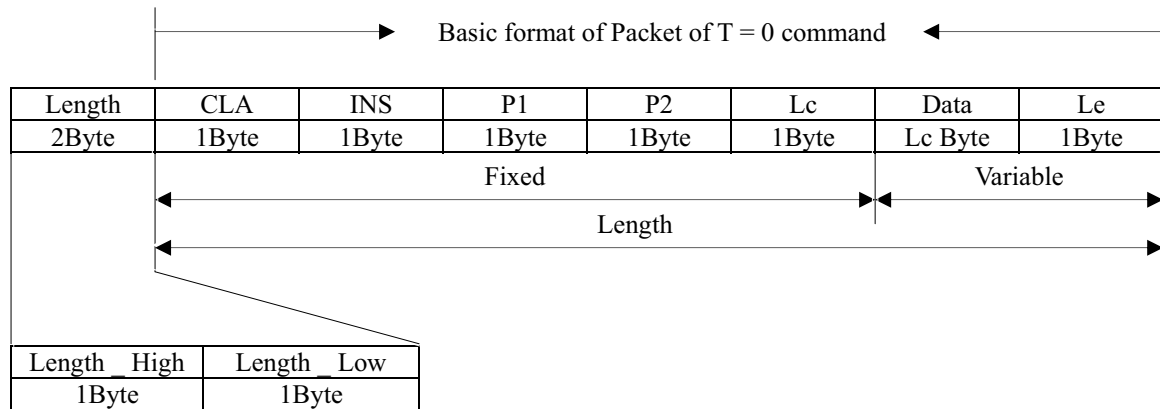 Basic format of Packet of T = 0 command
Length CLA INS P1 P2 Lc Data Le
2Byte 1Byte 1Byte 1Byte 1Byte 1Byte Lc Byte 1Byte
Fixed Variable
Length
Length _ High Length _ Low
1Byte 1Byte